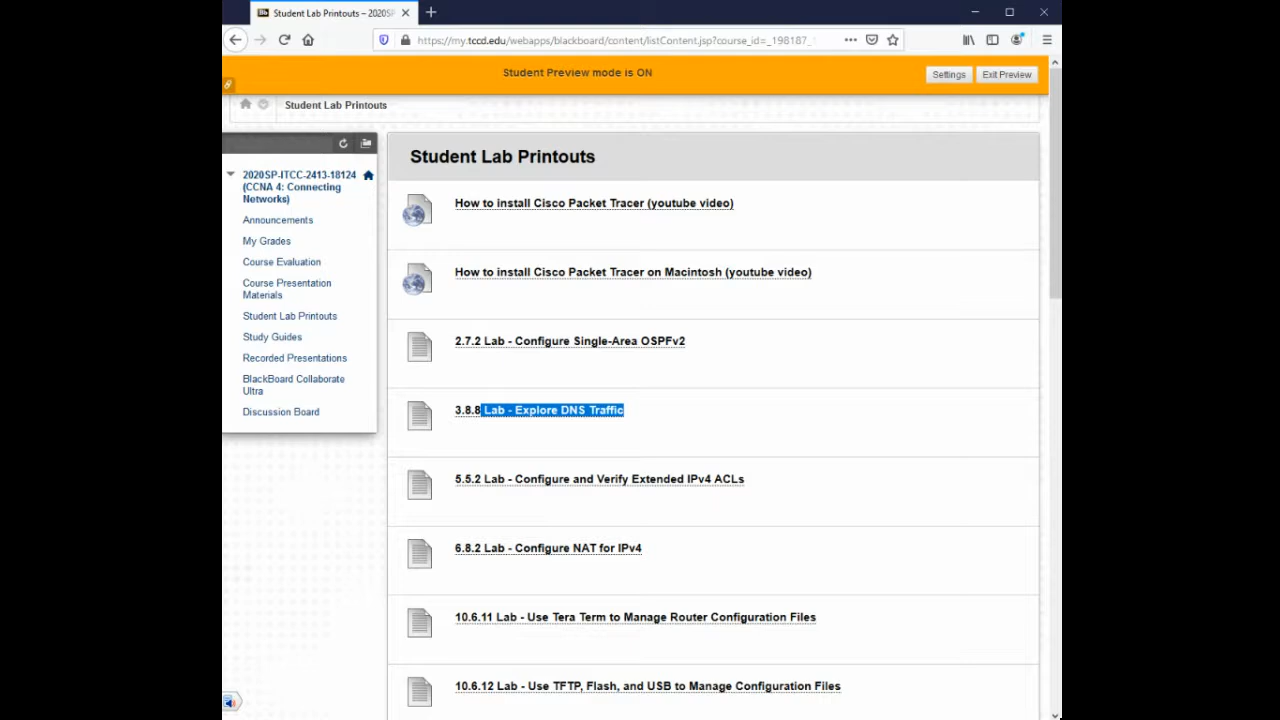 Student Lab Printouts – 2020S
https://my.tccd.edu/webapps/blackboard/content/listContent.jsp?course_id=_198187_
Student Preview mode is ON
Settings
Exit Preview
Student Lab Printouts
2020SP-ITCC-2413-18124
(CCNA 4: Connecting
Networks)
Announcements
My Grades
Course Evaluation
Course Presentation
Materials
Student Lab Printouts
Study Guides
Recorded Presentations
BlackBoard Collaborate
Ultra
Discussion Board
Student Lab Printouts
How to install Cisco Packet Tracer (youtube video)
How to install Cisco Packet Tracer on Macintosh (youtube video)
2.7.2 Lab - Configure Single-Area OSPFv2
3.8.8 Lab - Explore DNS Traffic
5.5.2 Lab - Configure and Verify Extended IPv4 ACLs
6.8.2 Lab - Configure NAT for IPv4
10.6.11 Lab - Use Tera Term to Manage Router Configuration Files
10.6.12 Lab - Use TFTP, Flash, and USB to Manage Configuration Files